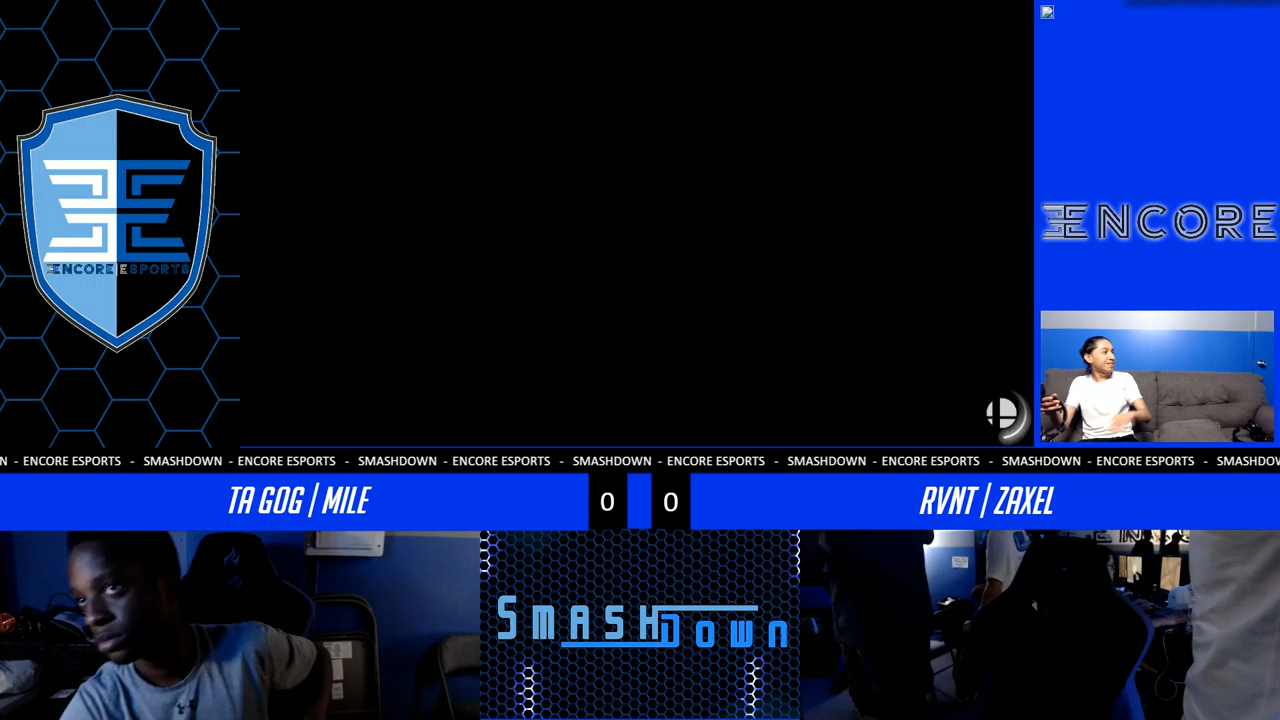 ENCORE ESPORTS
ENCORE
N - ENCORE ESPORTS - SMASHDOWN - ENCORE ESPORTS - SMASHDOWN - ENCORE ESPORTS - SMASHDOWN - ENCORE ESPORTS - SMASHDOWN - ENCORE ESPORTS - SMASHDOWN - ENCORE ESPORTS - SMASHDO
TA GOG | MILE
0
0
RVNT | ZAXEL
SMASHDOWN